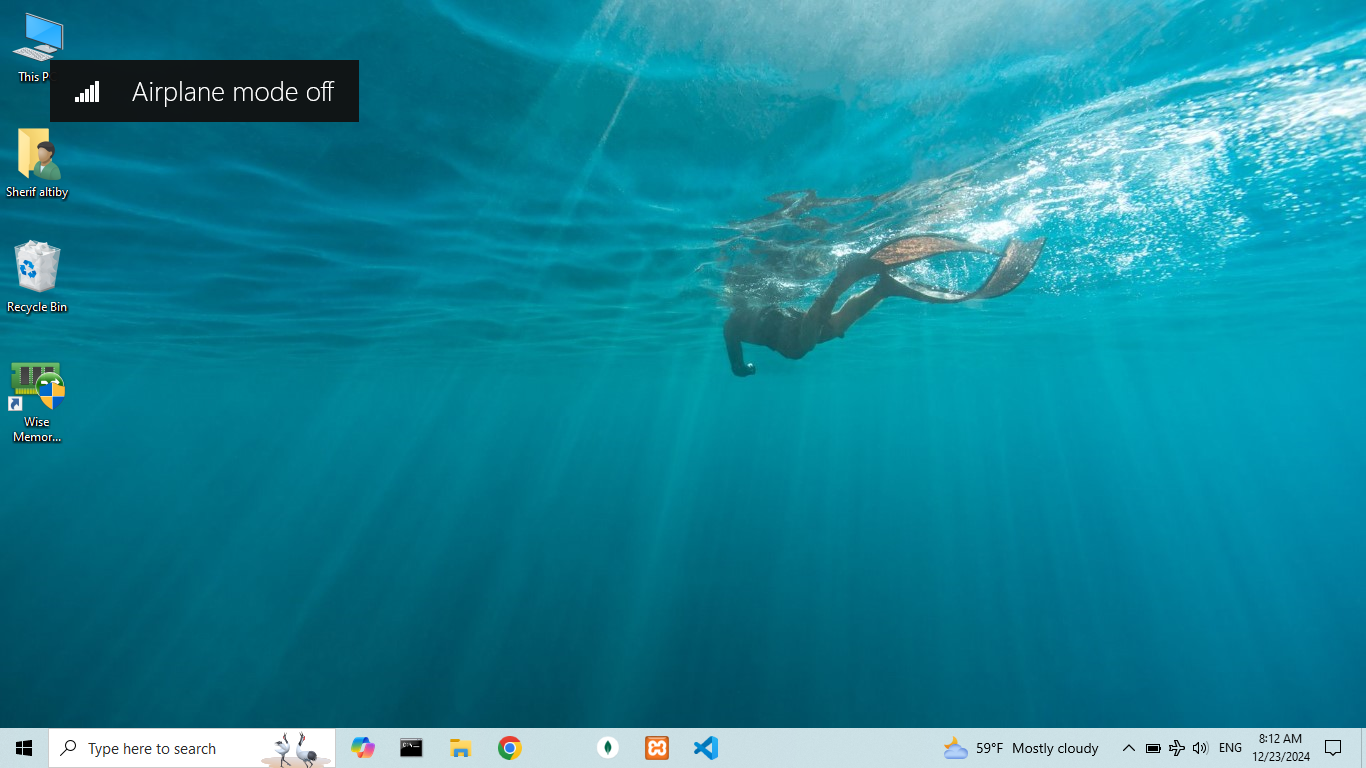 This P
Airplane mode off
Sherif altiby
Recycle Bin
Wise
Memor...
Type here to search
59°F Mostly cloudy
ENG
8:12 AM
12/23/2024